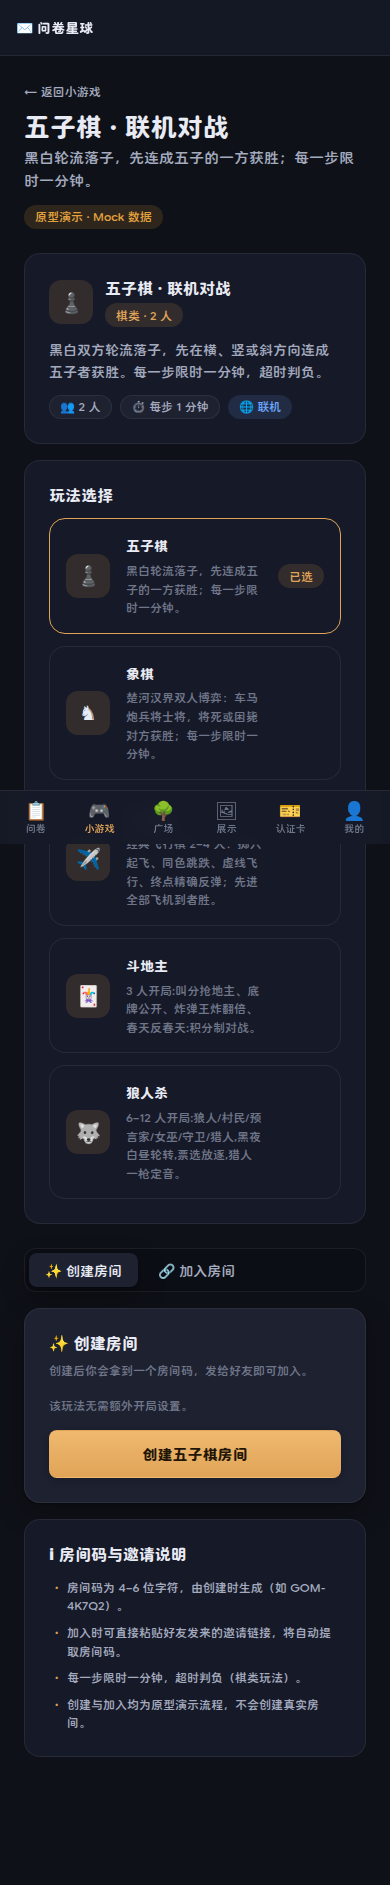 ✉️ 问卷星球
← 返回小游戏
五子棋 · 联机对战
黑白轮流落子，先连成五子的一方获胜；每一步限
时一分钟。
原型演示 · Mock 数据
五子棋 · 联机对战
棋类 · 2 人
黑白双方轮流落子，先在横、竖或斜方向连成
五子者获胜。每一步限时一分钟，超时判负。
👥 2 人
⏱️ 每步 1 分钟
🌐 联机
玩法选择
五子棋
黑白轮流落子，先连成五
子的一方获胜；每一步限
时一分钟。
已选
象棋
楚河汉界双人博弈：车马
炮兵将士将，将死或困毙
对方获胜；每一步限时一
分钟。
问卷
小游戏
广场
展示
认证卡
我的
起飞、同色跳跃、虚线飞
行、终点精确反弹；先进
全部飞机到者胜。
斗地主
3 人开局:叫分抢地主、底
牌公开、炸弹王炸翻倍、
春天反春天:积分制对战。
狼人杀
6–12 人开局:狼人/村民/预
言家/女巫/守卫/猎人,黑夜
白昼轮转,票选放逐,猎人
一枪定音。
✨ 创建房间
🔗 加入房间
✨ 创建房间
创建后你会拿到一个房间码，发给好友即可加入。
该玩法无需额外开局设置。
创建五子棋房间
ℹ 房间码与邀请说明
· 房间码为 4–6 位字符，由创建时生成（如 GOM-
4K7Q2）。
· 加入时可直接粘贴好友发来的邀请链接，将自动提
取房间码。
· 每一步限时一分钟，超时判负（棋类玩法）。
· 创建与加入均为原型演示流程，不会创建真实房
间。